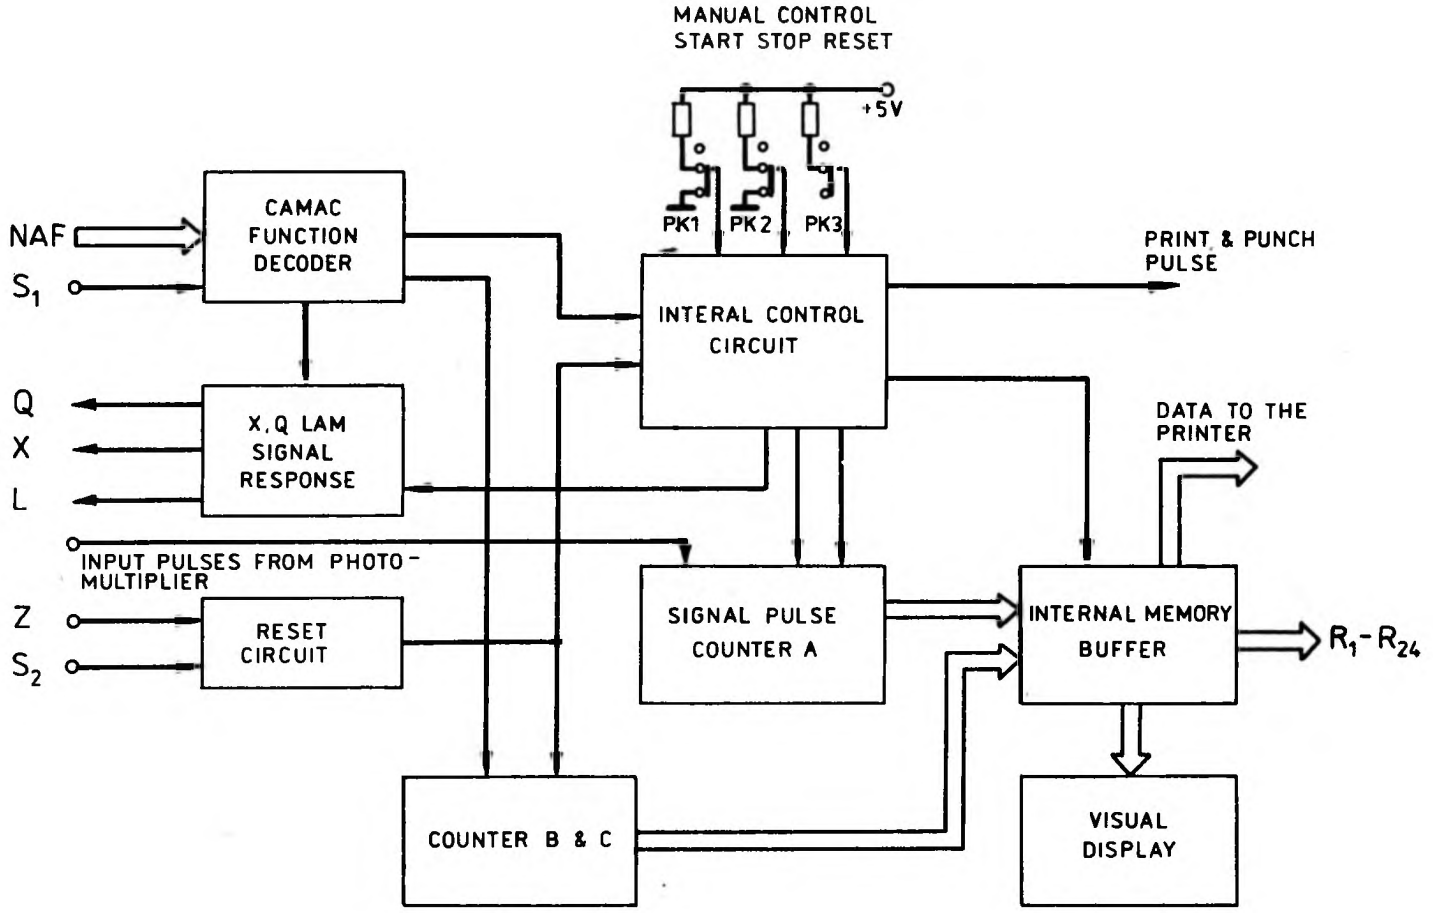 MANUAL CONTROL
START STOP RESET
+5V
PK1 PK2 PK3
CAMAC
FUNCTION
DECODER
NAF
S1
INTERAL CONTROL
CIRCUIT
PRINT & PUNCH
PULSE
Q
X
L
X, Q LAM
SIGNAL
RESPONSE
DATA TO THE
PRINTER
INPUT PULSES FROM PHOTO-
MULTIPLIER
Z
S2
RESET
CIRCUIT
SIGNAL PULSE
COUNTER A
INTERNAL MEMORY
BUFFER
R1-R24
COUNTER B & C
VISUAL
DISPLAY